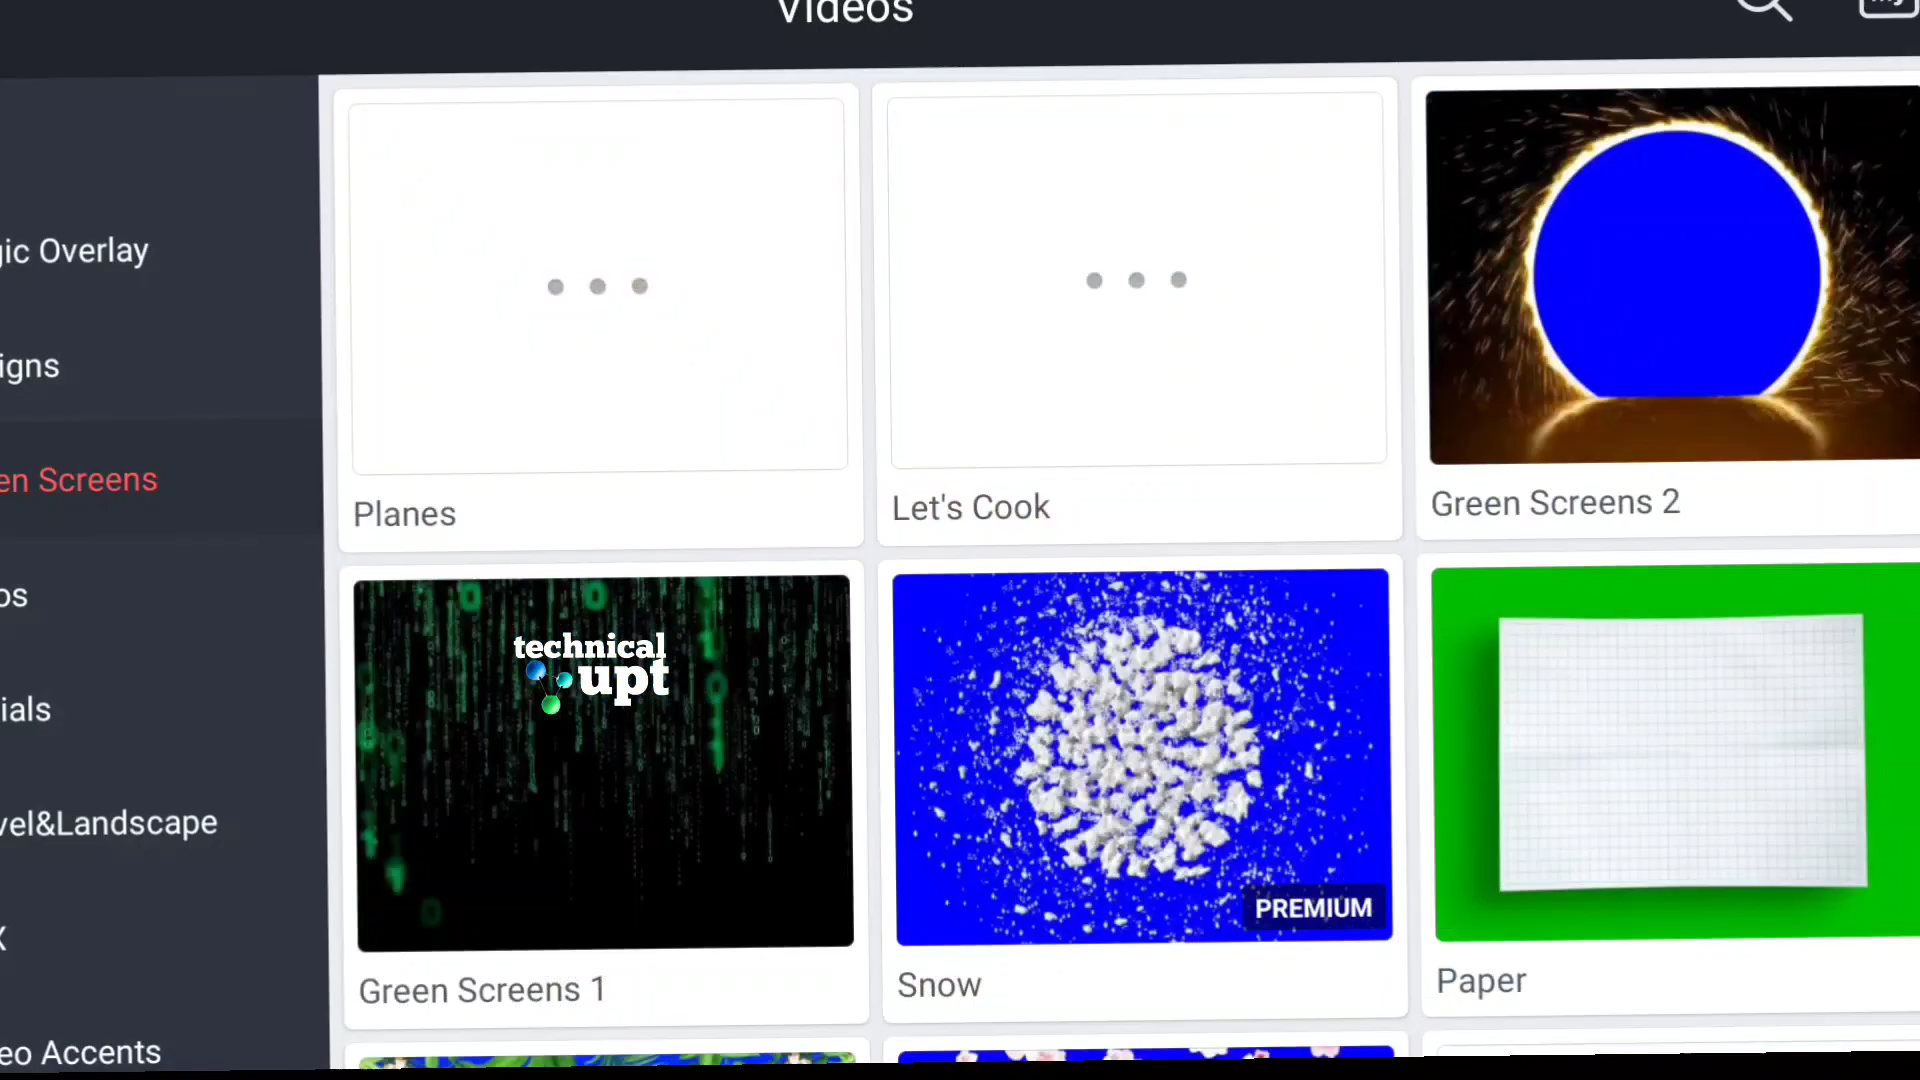 Videos
gic Overlay
igns
en Screens
os
ials
vel&Landscape
X
eo Accents
Planes
Let's Cook
Green Screens 2
technical
upt
PREMIUM
Green Screens 1
Snow
Paper